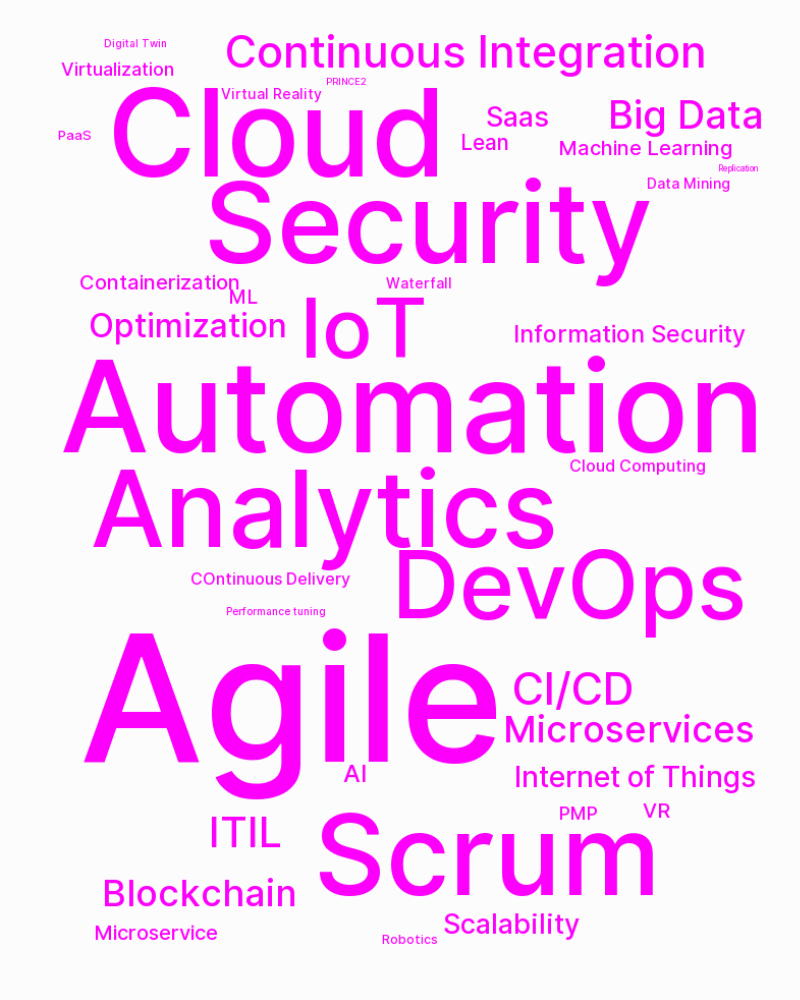 Digital Twin
Continuous Integration
Virtualization
PRINCE2
Virtual Reality
Cloud
Saas
Big Data
PaaS
Lean
Machine Learning
Replication
Data Mining
Security
Containerization
Waterfall
ML
Optimization
IoT
Information Security
Automation
Cloud Computing
Analytics
COntinuous Delivery
DevOps
Performance tuning
Agile
CI/CD
Microservices
AI
Internet of Things
PMP
VR
ITIL
Scrum
Blockchain
Scalability
Microservice
Robotics